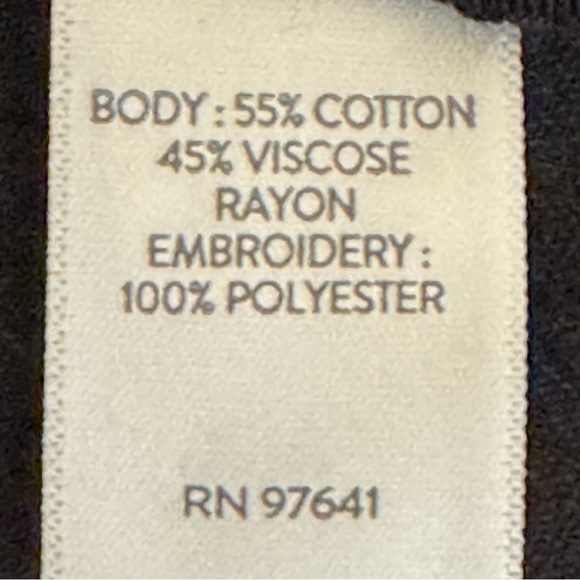 BODY : 55% COTTON
45% VISCOSE
RAYON
EMBROIDERY :
100% POLYESTER
RN 97641